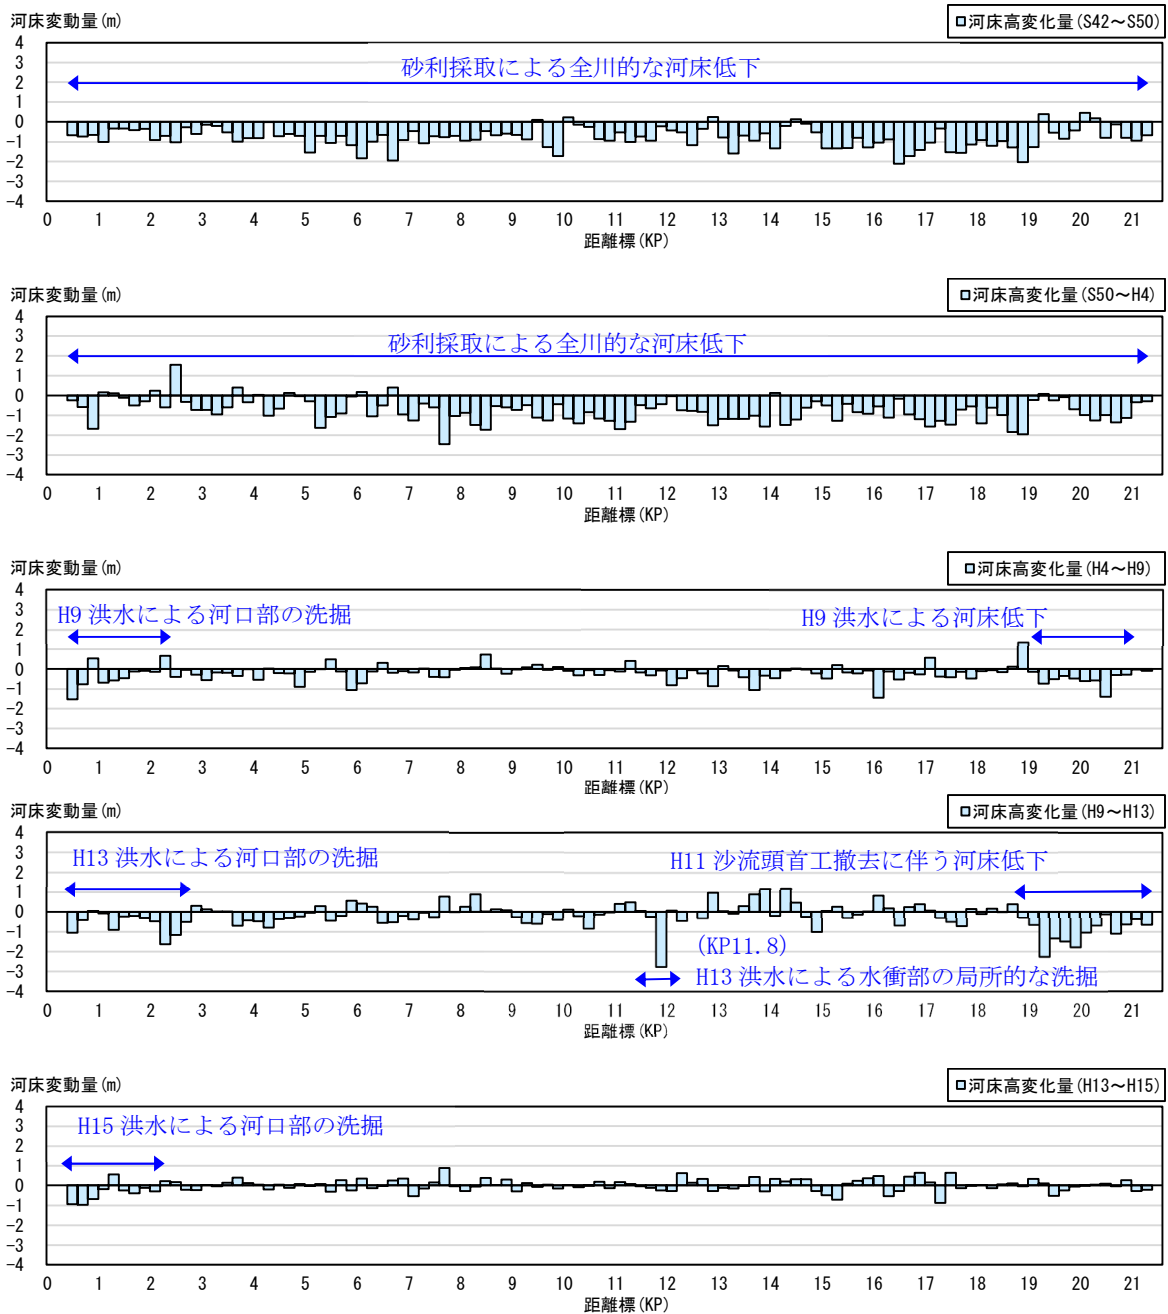 河床変動量(m)
□河床高変化量(S42～S50)
4
3
2
1
0
-1
-2
-3
-4
砂利採取による全川的な河床低下
0 1 2 3 4 5 6 7 8 9 10 11 12 13 14 15 16 17 18 19 20 21
距離標(KP)
河床変動量(m)
□河床高変化量(S50～H4)
4
3
2
1
0
-1
-2
-3
-4
砂利採取による全川的な河床低下
0 1 2 3 4 5 6 7 8 9 10 11 12 13 14 15 16 17 18 19 20 21
距離標(KP)
河床変動量(m)
□河床高変化量(H4～H9)
4
3
2
1
0
-1
-2
-3
-4
H9 洪水による河口部の洗掘
H9 洪水による河床低下
0 1 2 3 4 5 6 7 8 9 10 11 12 13 14 15 16 17 18 19 20 21
距離標(KP)
河床変動量(m)
□河床高変化量(H9～H13)
4
3
2
1
0
-1
-2
-3
-4
H13 洪水による河口部の洗掘
H11 沙流頭首工撤去に伴う河床低下
(KP11.8)
H13 洪水による水衝部の局所的な洗掘
0 1 2 3 4 5 6 7 8 9 10 11 12 13 14 15 16 17 18 19 20 21
距離標(KP)
河床変動量(m)
□河床高変化量(H13～H15)
4
3
2
1
0
-1
-2
-3
-4
H15 洪水による河口部の洗掘
0 1 2 3 4 5 6 7 8 9 10 11 12 13 14 15 16 17 18 19 20 21
距離標(KP)